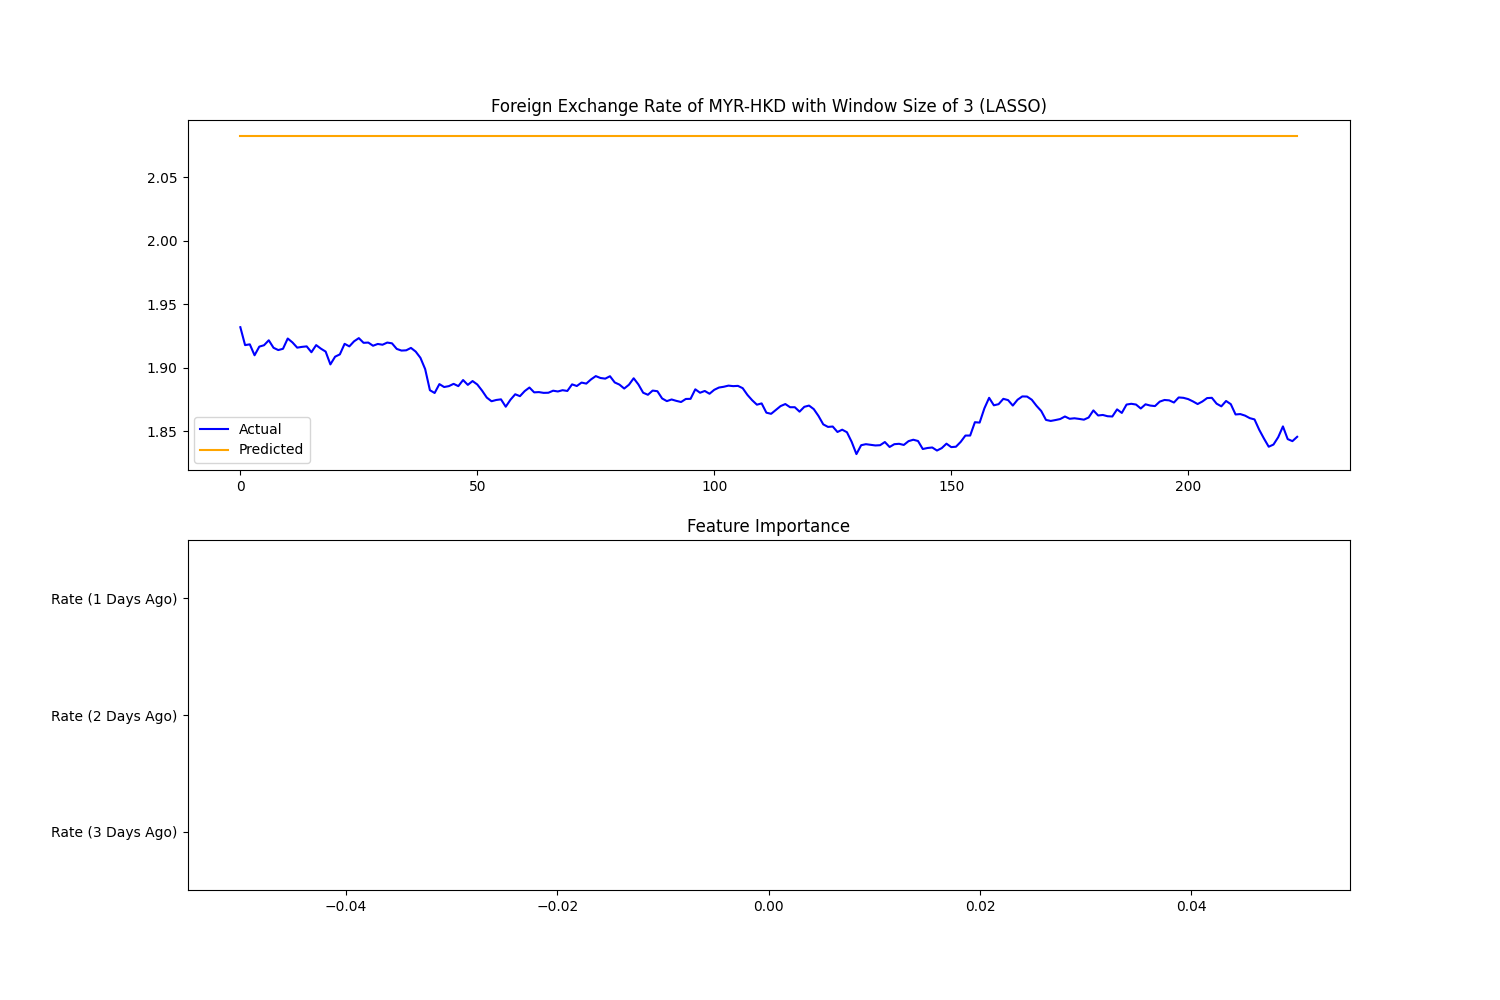 Foreign Exchange Rate of MYR-HKD with Window Size of 3 (LASSO)
2.05
2.00
1.95
1.90
1.85
Actual
Predicted
0 50 100 150 200
Feature Importance
Rate (1 Days Ago)
Rate (2 Days Ago)
Rate (3 Days Ago)
−0.04 −0.02 0.00 0.02 0.04